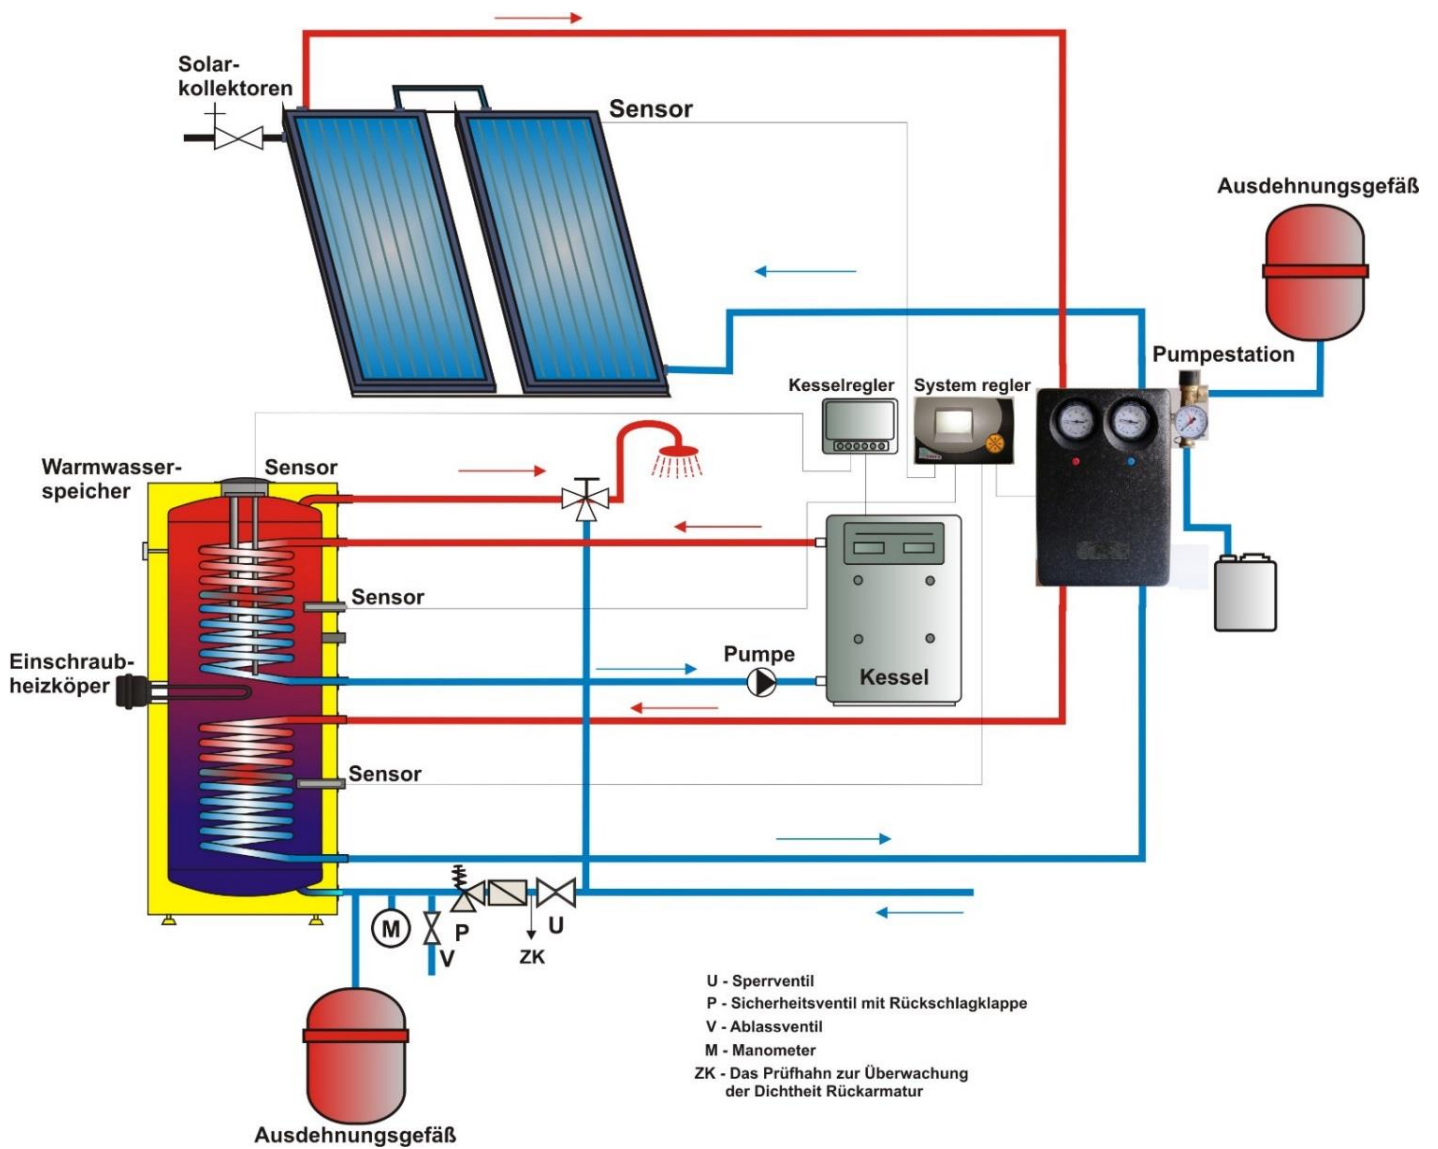 Solar-
kollektoren
Sensor
Ausdehnungsgefäß
Pumpestation
Kesselregler
System regler
Warmwasser-
speicher
Sensor
Sensor
Einschraub-
heizköper
Pumpe
Kessel
Sensor
M
V
P
ZK
U
U - Sperrventil
P - Sicherheitsventil mit Rückschlagklappe
V - Ablassventil
M - Manometer
ZK - Das Prüfhahn zur Überwachung
der Dichtheit Rückarmatur
Ausdehnungsgefäß